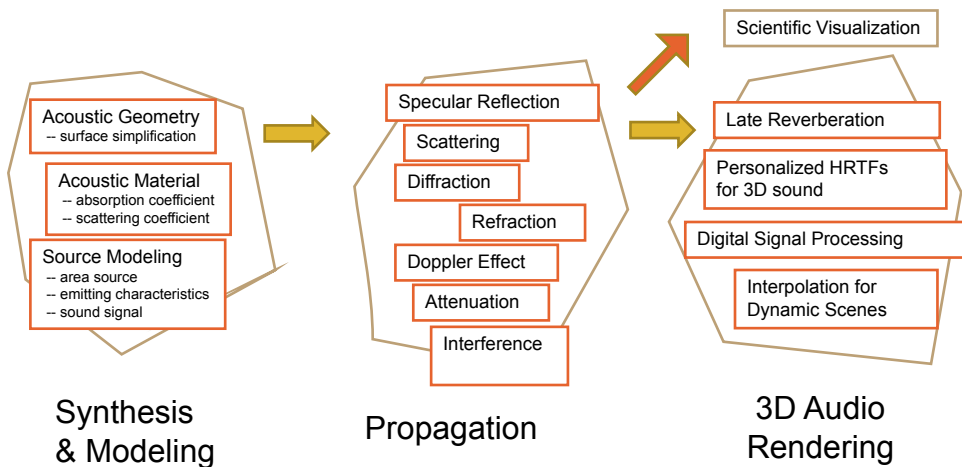 Acoustic Geometry
-- surface simplification
Acoustic Material
-- absorption coefficient
-- scattering coefficient
Source Modeling
-- area source
-- emitting characteristics
-- sound signal
Synthesis
& Modeling
Specular Reflection
Scattering
Diffraction
Refraction
Doppler Effect
Attenuation
Interference
Propagation
Scientific Visualization
Late Reverberation
Personalized HRTFs
for 3D sound
Digital Signal Processing
Interpolation for
Dynamic Scenes
3D Audio
Rendering